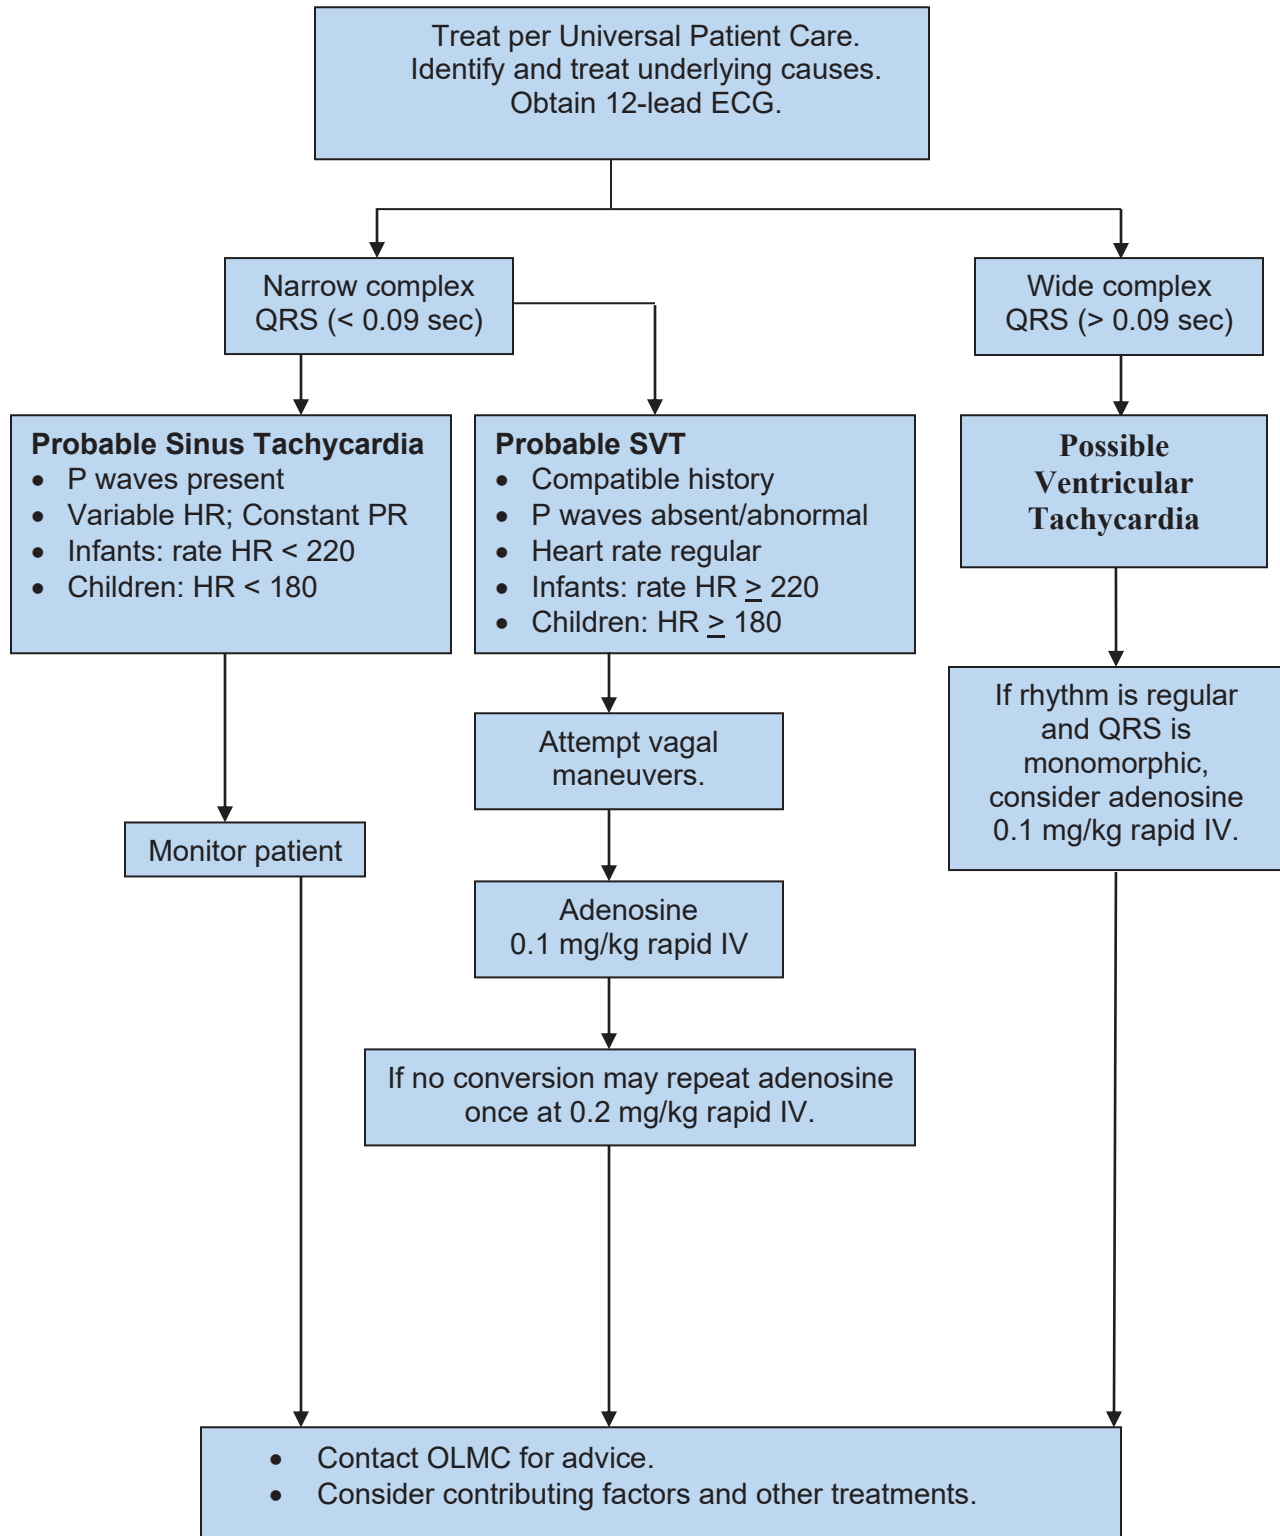 Treat per Universal Patient Care.
Identify and treat underlying causes.
Obtain 12-lead ECG.
Narrow complex
QRS (< 0.09 sec)
Wide complex
QRS (> 0.09 sec)
Probable Sinus Tachycardia
• P waves present
• Variable HR; Constant PR
• Infants: rate HR < 220
• Children: HR < 180
Probable SVT
• Compatible history
• P waves absent/abnormal
• Heart rate regular
• Infants: rate HR ≥ 220
• Children: HR ≥ 180
Possible
Ventricular
Tachycardia
Monitor patient
Attempt vagal
maneuvers.
Adenosine
0.1 mg/kg rapid IV
If no conversion may repeat adenosine
once at 0.2 mg/kg rapid IV.
If rhythm is regular
and QRS is
monomorphic,
consider adenosine
0.1 mg/kg rapid IV.
• Contact OLMC for advice.
• Consider contributing factors and other treatments.